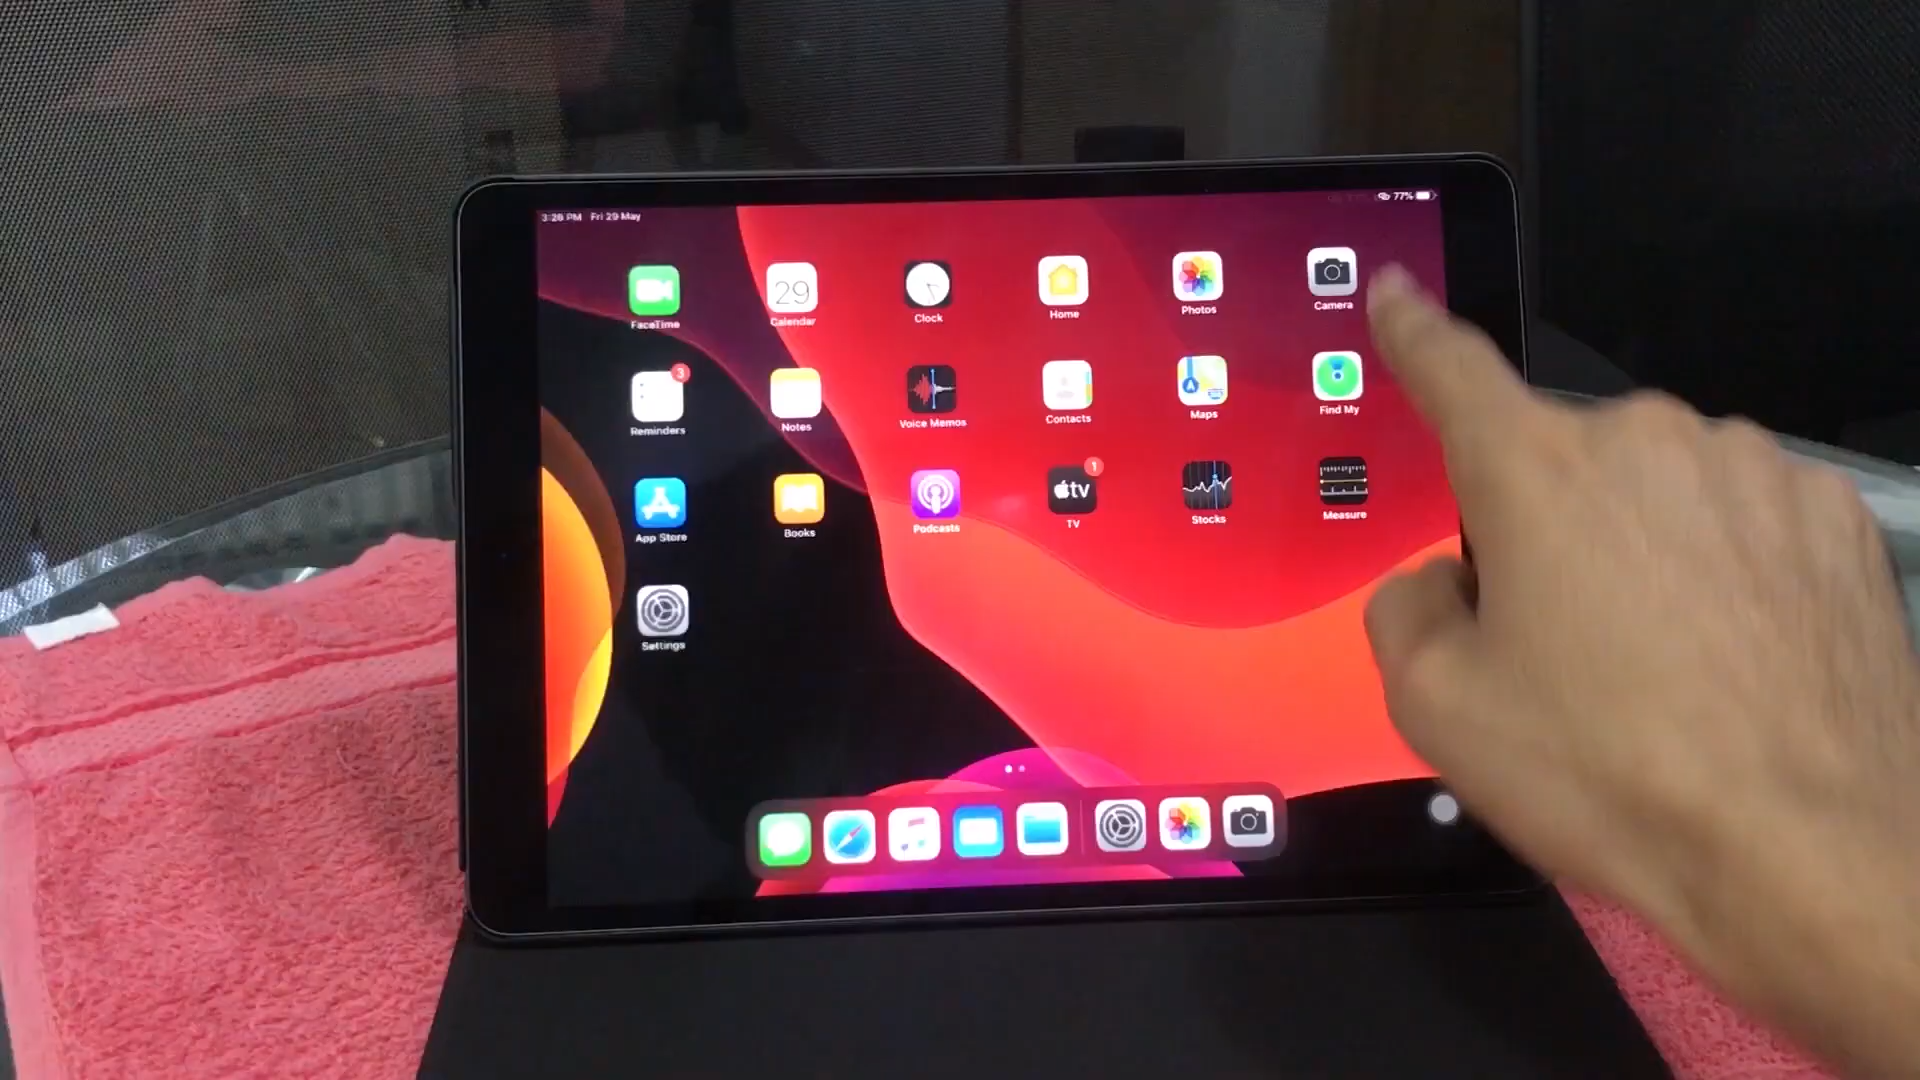 3:26 PM Fri 29 May
77%
FaceTime
29
Calendar
Clock
Home
Photos
Camera
3
Reminders
Notes
Voice Memos
Contacts
Maps
Find My
App Store
Books
Podcasts
1
tv
TV
Stocks
Measure
Settings